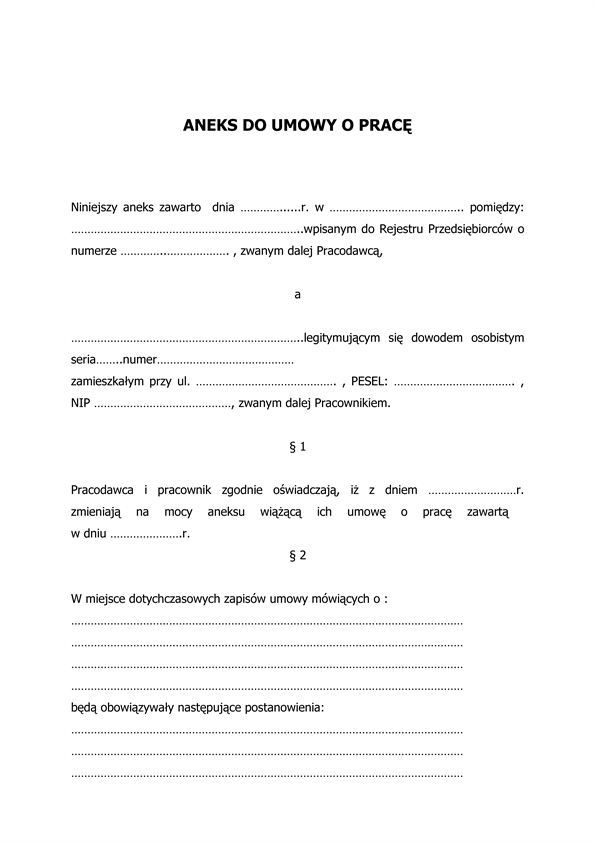 ANEKS DO UMOWY O PRACĘ
Niniejszy aneks zawarto dnia …………......r. w ………………………………….. pomiędzy:
……………………………………………………………..wpisanym do Rejestru Przedsiębiorców o
numerze …………..………………. , zwanym dalej Pracodawcą,
a
……………………………………………………………..legitymującym się dowodem osobistym
seria……..numer……………………………………
zamieszkałym przy ul. ……………………………………. , PESEL: ………………………………. ,
NIP ……………………………………, zwanym dalej Pracownikiem.
§ 1
Pracodawca i pracownik zgodnie oświadczają, iż z dniem ………………………r.
zmieniają na mocy aneksu wiążącą ich umowę o pracę zawartą
w dniu ………………….r.
§ 2
W miejsce dotychczasowych zapisów umowy mówiących o :
…………………………………………………………………………………………………………
…………………………………………………………………………………………………………
…………………………………………………………………………………………………………
…………………………………………………………………………………………………………
będą obowiązywały następujące postanowienia:
…………………………………………………………………………………………………………
…………………………………………………………………………………………………………
…………………………………………………………………………………………………………